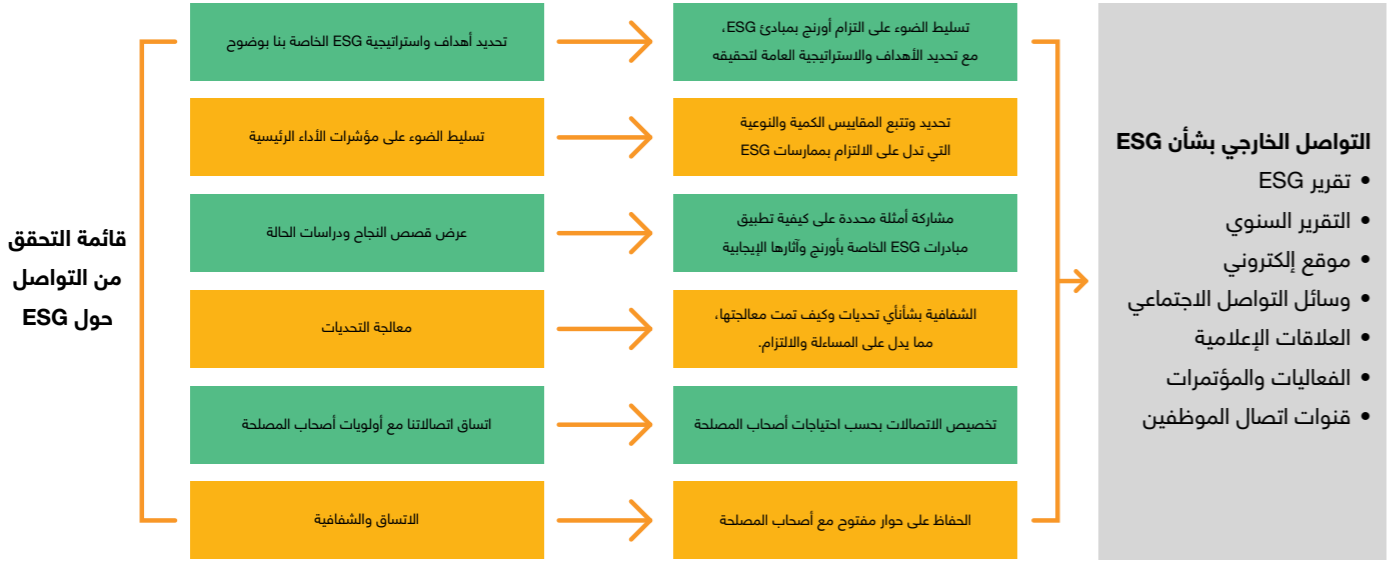 قائمة التحقق
من التواصل
حول ESG
تحديد أهداف واستراتيجية ESG الخاصة بنا بوضوح
تسليط الضوء على التزام أورنج بمبادئ ESG،
مع تحديد الأهداف والاستراتيجية العامة لتحقيقه
تسليط الضوء على مؤشرات الأداء الرئيسية
تحديد وتتبع المقاييس الكمية والنوعية
التي تدل على الالتزام بممارسات ESG
عرض قصص النجاح ودراسات الحالة
مشاركة أمثلة محددة على كيفية تطبيق
مبادرات ESG الخاصة بأورنج وآثارها الإيجابية
معالجة التحديات
الشفافية بشأنأي تحديات وكيف تمت معالجتها،
مما يدل على المساءلة والالتزام.
اتساق اتصالاتنا مع أولويات أصحاب المصلحة
تخصيص الاتصالات بحسب احتياجات أصحاب المصلحة
الاتساق والشفافية
الحفاظ على حوار مفتوح مع أصحاب المصلحة
التواصل الخارجي بشأن ESG
• تقرير ESG
• التقرير السنوي
• موقع إلكتروني
• وسائل التواصل الاجتماعي
• العلاقات الإعلامية
• الفعاليات والمؤتمرات
• قنوات اتصال الموظفين